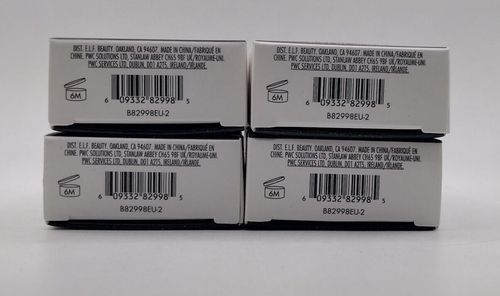 DIST. E.L.F. BEAUTY. OAKLAND, CA 94607. MADE IN CHINA/FABRIQUÉ EN
CHINE. PWC SOLUTIONS LTD, STANLAW ABBEY CH65 9BF UK/ROYAUME-UNI.
PWC SERVICES LTD, DUBLIN, D01 A2T5, IRELAND/IRLANDE.
6M
6 09332 82998 5
B82998EU-2
DIST. E.L.F. BEAUTY. OAKLAND, CA 94607. MADE IN CHINA/FABRIQUÉ EN
CHINE. PWC SOLUTIONS LTD, STANLAW ABBEY CH65 9BF UK/ROYAUME-UNI.
PWC SERVICES LTD, DUBLIN, D01 A2T5, IRELAND/IRLANDE.
6M
6 09332 82998 5
B82998EU-2
DIST. E.L.F. BEAUTY. OAKLAND, CA 94607. MADE IN CHINA/FABRIQUÉ EN
CHINE. PWC SOLUTIONS LTD, STANLAW ABBEY CH65 9BF UK/ROYAUME-UNI.
PWC SERVICES LTD, DUBLIN, D01 A2T5, IRELAND/IRLANDE.
6M
6 09332 82998 5
B82998EU-2
DIST. E.L.F. BEAUTY. OAKLAND, CA 94607. MADE IN CHINA/FABRIQUÉ EN
CHINE. PWC SOLUTIONS LTD, STANLAW ABBEY CH65 9BF UK/ROYAUME-UNI.
PWC SERVICES LTD, DUBLIN, D01 A2T5, IRELAND/IRLANDE.
6M
6 09332 82998 5
B82998EU-2